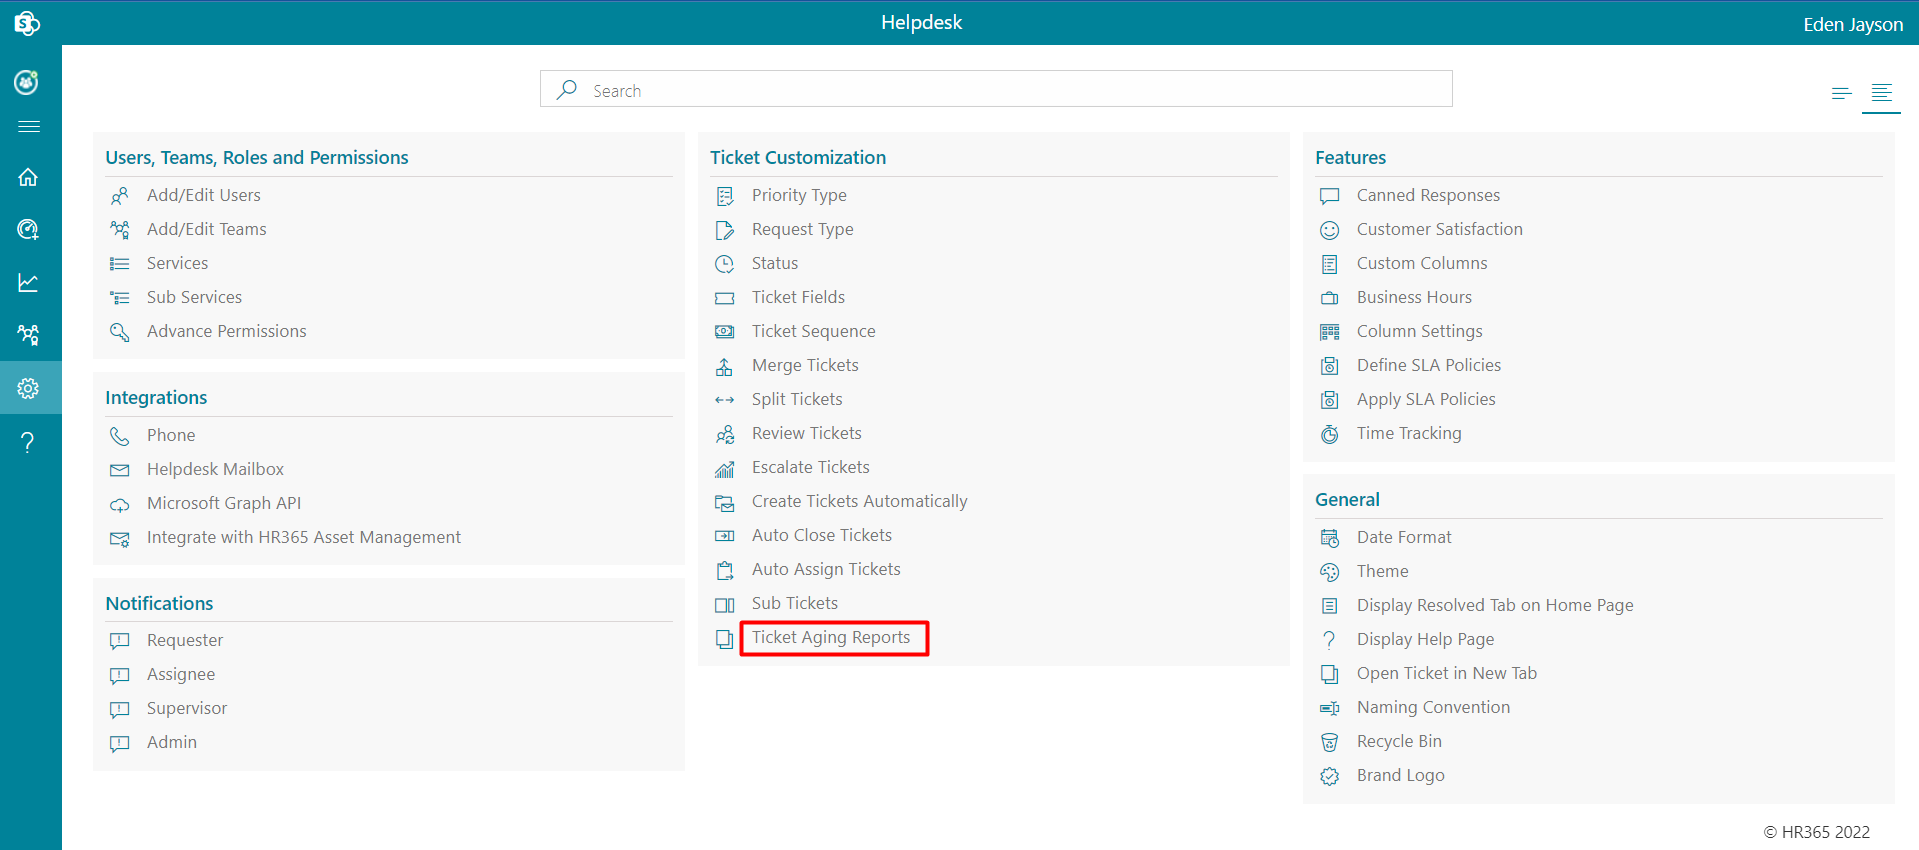 Helpdesk
Eden Jayson
Search
Users, Teams, Roles and Permissions
Add/Edit Users
Add/Edit Teams
Services
Sub Services
Advance Permissions
Integrations
Phone
Helpdesk Mailbox
Microsoft Graph API
Integrate with HR365 Asset Management
Notifications
Requester
Assignee
Supervisor
Admin
Ticket Customization
Priority Type
Request Type
Status
Ticket Fields
Ticket Sequence
Merge Tickets
Split Tickets
Review Tickets
Escalate Tickets
Create Tickets Automatically
Auto Close Tickets
Auto Assign Tickets
Sub Tickets
Ticket Aging Reports
Features
Canned Responses
Customer Satisfaction
Custom Columns
Business Hours
Column Settings
Define SLA Policies
Apply SLA Policies
Time Tracking
General
Date Format
Theme
Display Resolved Tab on Home Page
Display Help Page
Open Ticket in New Tab
Naming Convention
Recycle Bin
Brand Logo
© HR365 2022